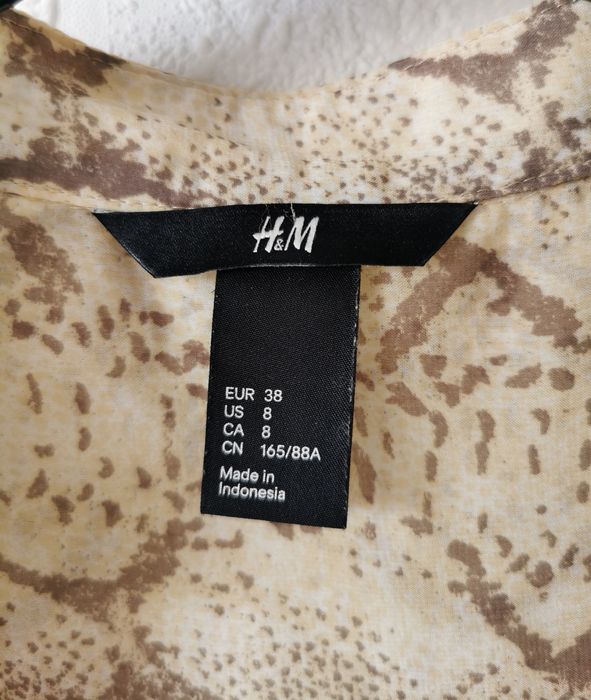 H&M
EUR 38
US 8
CA 8
CN 165/88A
Made in
Indonesia